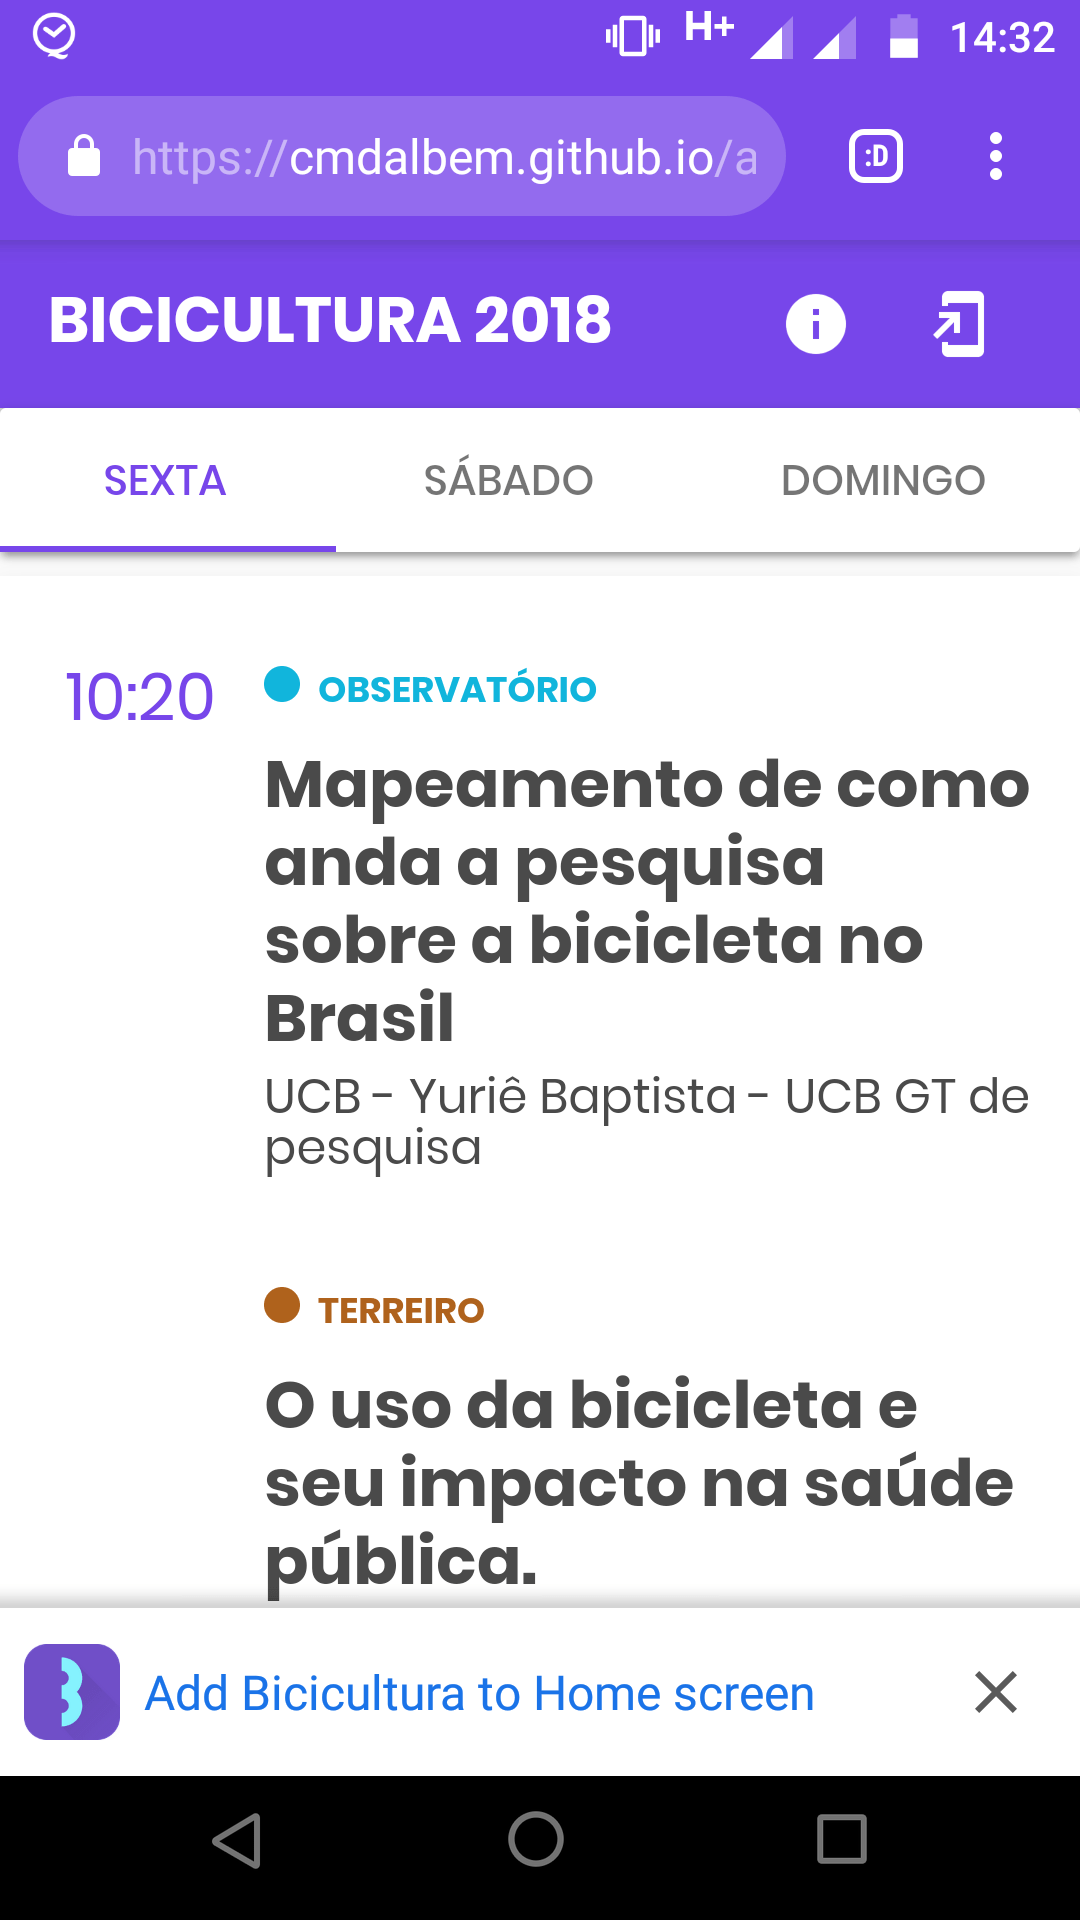 H+ 14:32
https://cmdalbem.github.io/a
:D
BICICULTURA 2018
SEXTA SÁBADO DOMINGO
10:20
OBSERVATÓRIO
Mapeamento de como
anda a pesquisa
sobre a bicicleta no
Brasil
UCB - Yuriê Baptista - UCB GT de
pesquisa
TERREIRO
O uso da bicicleta e
seu impacto na saúde
pública.
Add Bicicultura to Home screen